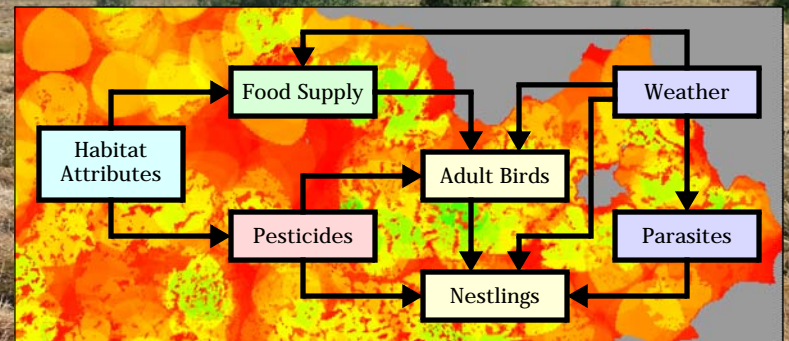 Food Supply
Weather
Habitat
Attributes
Adult Birds
Pesticides
Parasites
Nestlings